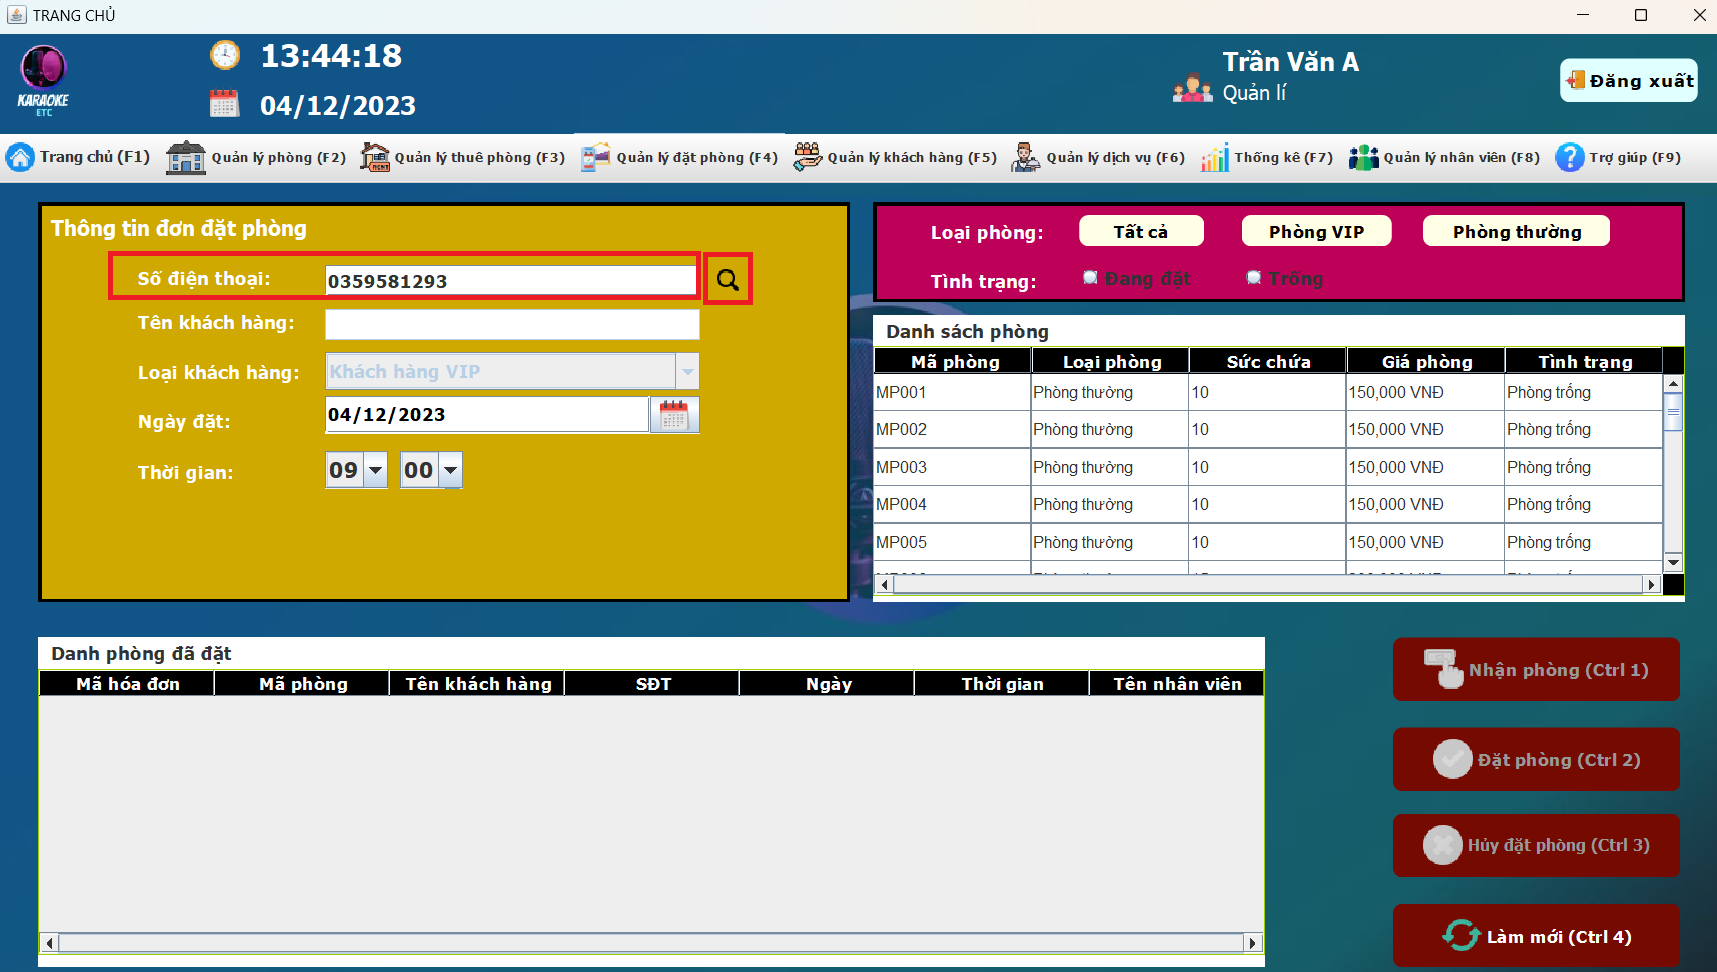 TRANG CHỦ
KARAOKE
ETC
13:44:18
04/12/2023
Trần Văn A
Quản lí
Đăng xuất
Trang chủ (F1)
Quản lý phòng (F2)
Quản lý thuê phòng (F3)
Quản lý đặt phòng (F4)
Quản lý khách hàng (F5)
Quản lý dịch vụ (F6)
Thống kê (F7)
Quản lý nhân viên (F8)
Trợ giúp (F9)
Thông tin đơn đặt phòng
Số điện thoại: 0359581293
Tên khách hàng:
Loại khách hàng: Khách hàng VIP
Ngày đặt: 04/12/2023
Thời gian: 09 00
Loại phòng: Tất cả Phòng VIP Phòng thường
Tình trạng: Đang đặt Trống
Danh sách phòng
Mã phòng Loại phòng Sức chứa Giá phòng Tình trạng
MP001 Phòng thường 10 150,000 VNĐ Phòng trống
MP002 Phòng thường 10 150,000 VNĐ Phòng trống
MP003 Phòng thường 10 150,000 VNĐ Phòng trống
MP004 Phòng thường 10 150,000 VNĐ Phòng trống
MP005 Phòng thường 10 150,000 VNĐ Phòng trống
Danh phòng đã đặt
Mã hóa đơn Mã phòng Tên khách hàng SĐT Ngày Thời gian Tên nhân viên
Nhận phòng (Ctrl 1)
Đặt phòng (Ctrl 2)
Hủy đặt phòng (Ctrl 3)
Làm mới (Ctrl 4)